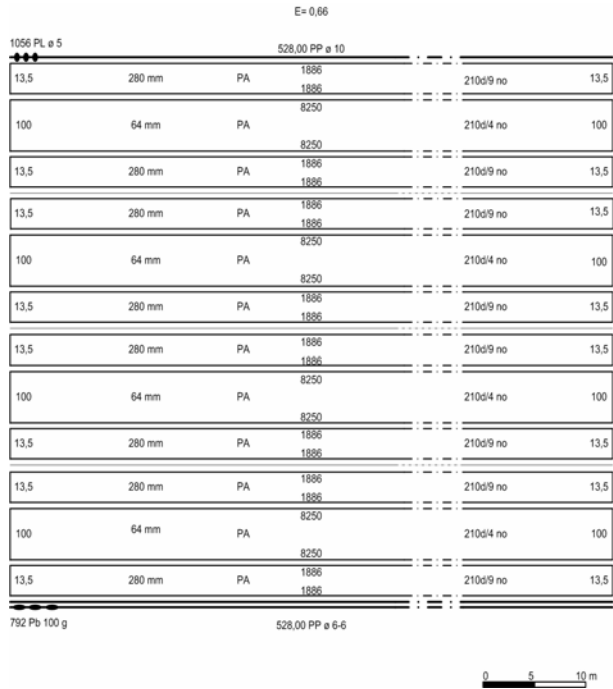 E= 0,66
1056 PL ø 5
528,00 PP ø 10
1886
13,5 280 mm PA 210d/9 no 13,5
1886
8250
100 64 mm PA 210d/4 no 100
8250
1886
13,5 280 mm PA 210d/9 no 13,5
1886
1886
13,5 280 mm PA 210d/9 no 13,5
1886
8250
100 64 mm PA 210d/4 no 100
8250
1886
13,5 280 mm PA 210d/9 no 13,5
1886
1886
13,5 280 mm PA 210d/9 no 13,5
1886
8250
100 64 mm PA 210d/4 no 100
8250
1886
13,5 280 mm PA 210d/9 no 13,5
1886
1886
13,5 280 mm PA 210d/9 no 13,5
1886
8250
100 64 mm PA 210d/4 no 100
8250
1886
13,5 280 mm PA 210d/9 no 13,5
1886
792 Pb 100 g 528,00 PP ø 6-6
0 5 10 m